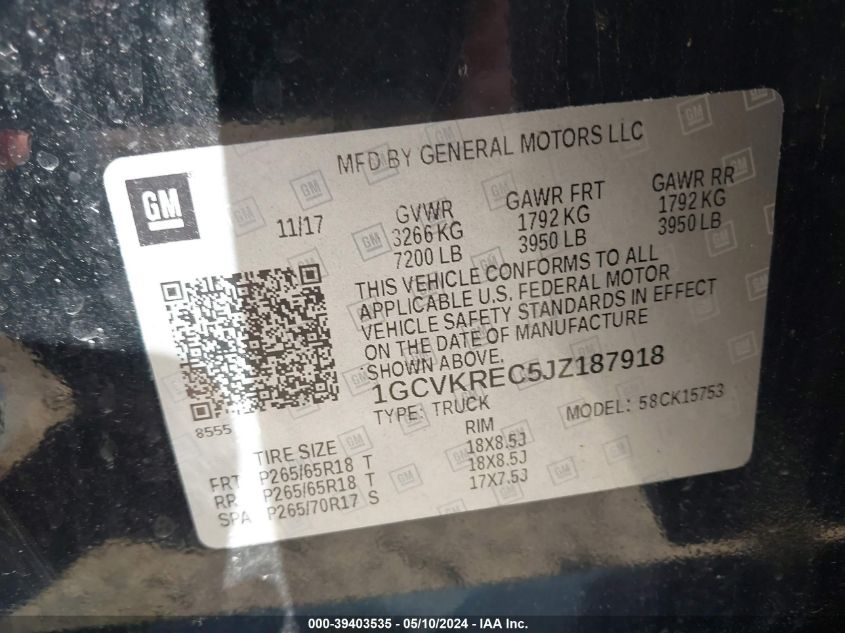 MFD BY GENERAL MOTORS LLC
GM
11/17 GVWR GAWR FRT GAWR RR
3266 KG 1792 KG 1792 KG
7200 LB 3950 LB 3950 LB
THIS VEHICLE CONFORMS TO ALL
APPLICABLE U.S. FEDERAL MOTOR
VEHICLE SAFETY STANDARDS IN EFFECT
ON THE DATE OF MANUFACTURE
SHOWN ABOVE.
1GCVKREC5JZ187918
8555 TYPE: TRUCK MODEL: 58CK15753
TIRE SIZE RIM
FRT P265/65R18 T 18X8.5J
RR P265/65R18 T 18X8.5J
SPA P265/70R17 S 17X7.5J
000-39403535 - 05/10/2024 - IAA Inc.